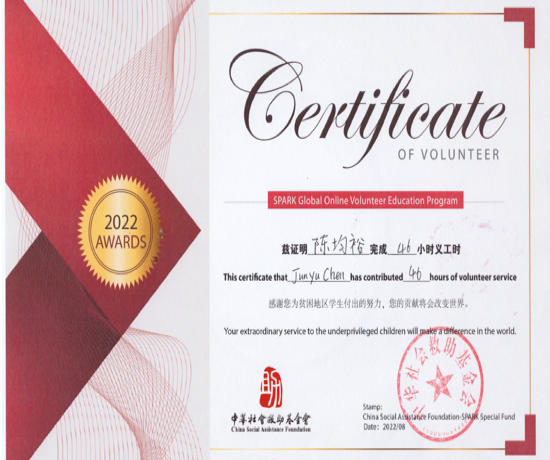 Certificate
OF VOLUNTEER
SPARK Global Online Volunteer Education Program
2022
AWARDS
兹证明 陈均裕 完成 46 小时义工时
This certificate that Junyu Chen has contributed 46 hours of volunteer service
感谢您为贫困地区学生付出的努力，您的贡献将会改变世界。
Your extraordinary service to the underprivileged children will make a difference in the world.
助
中華社會救助基金會
China Social Assistance Foundation
中华社会救助基金会
Stamp:
China Social Assistance Foundation-SPARK Special Fund
Date: 2022/08